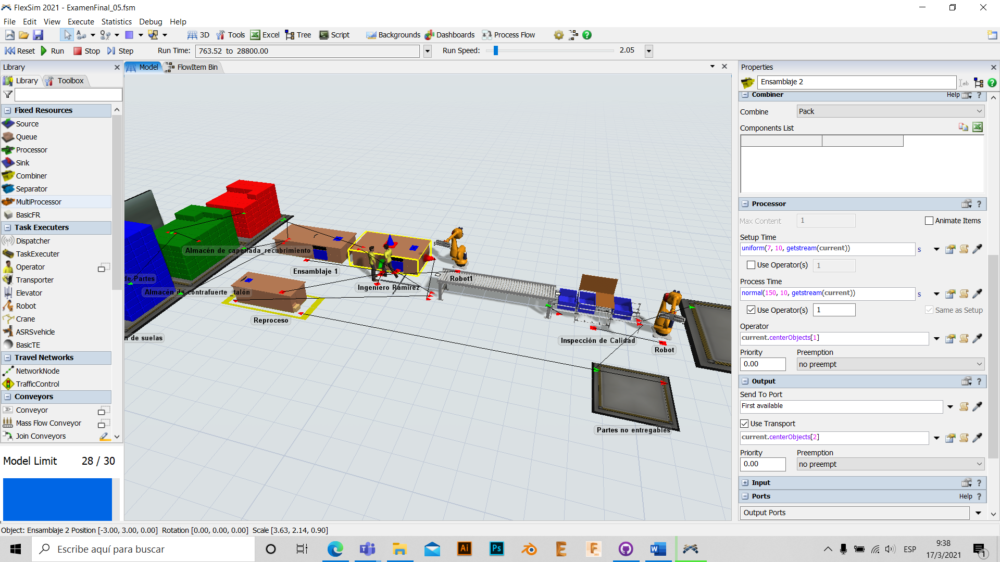 FlexSim 2021 - ExamenFinal_05.fsm
File Edit View Execute Statistics Debug Help
3D Tools Excel Tree Script Backgrounds Dashboards Process Flow
Reset Run Stop Step Run Time: 763.52 to 28800.00 Run Speed: 2.05
Library
Library Toolbox
Fixed Resources
Source
Queue
Processor
Sink
Combiner
Separator
MultiProcessor
BasicFR
Task Executers
Dispatcher
TaskExecuter
Operator
Transporter
Elevator
Robot
Crane
ASRSvehicle
BasicTE
Travel Networks
NetworkNode
TrafficControl
Conveyors
Conveyor
Mass Flow Conveyor
Join Conveyors
Model Limit 28 / 30
Model FlowItem Bin
Almacén de capellada_recubrimiento
Ensamblaje 1
de Partes
Robot1
Ingeniero Ramirez
Almacén de contrafuerte _talón
Reproceso
n de suelas
Inspección de Calidad
Robot
Partes no entregables
Properties
Ensamblaje 2
Combiner Help ?
Combine Pack
Components List
Processor ?
Max Content 1 Animate Items
Setup Time
uniform(7, 10, getstream(current)) s
Use Operator(s) 1
Process Time
normal(150, 10, getstream(current)) s
Use Operator(s) 1 Same as Setup
Operator
current.centerObjects[1]
Priority Preemption
0.00 no preempt
Output ?
Send To Port
First available
Use Transport
current.centerObjects[2]
Priority Preemption
0.00 no preempt
Input ?
Ports Help ?
Output Ports
Object: Ensamblaje 2 Position [-3.00, 3.00, 0.00] Rotation [0.00, 0.00, 0.00] Scale [3.63, 2.14, 0.90]
Escribe aquí para buscar
Ai Ps
ESP
9:38
17/3/2021
1